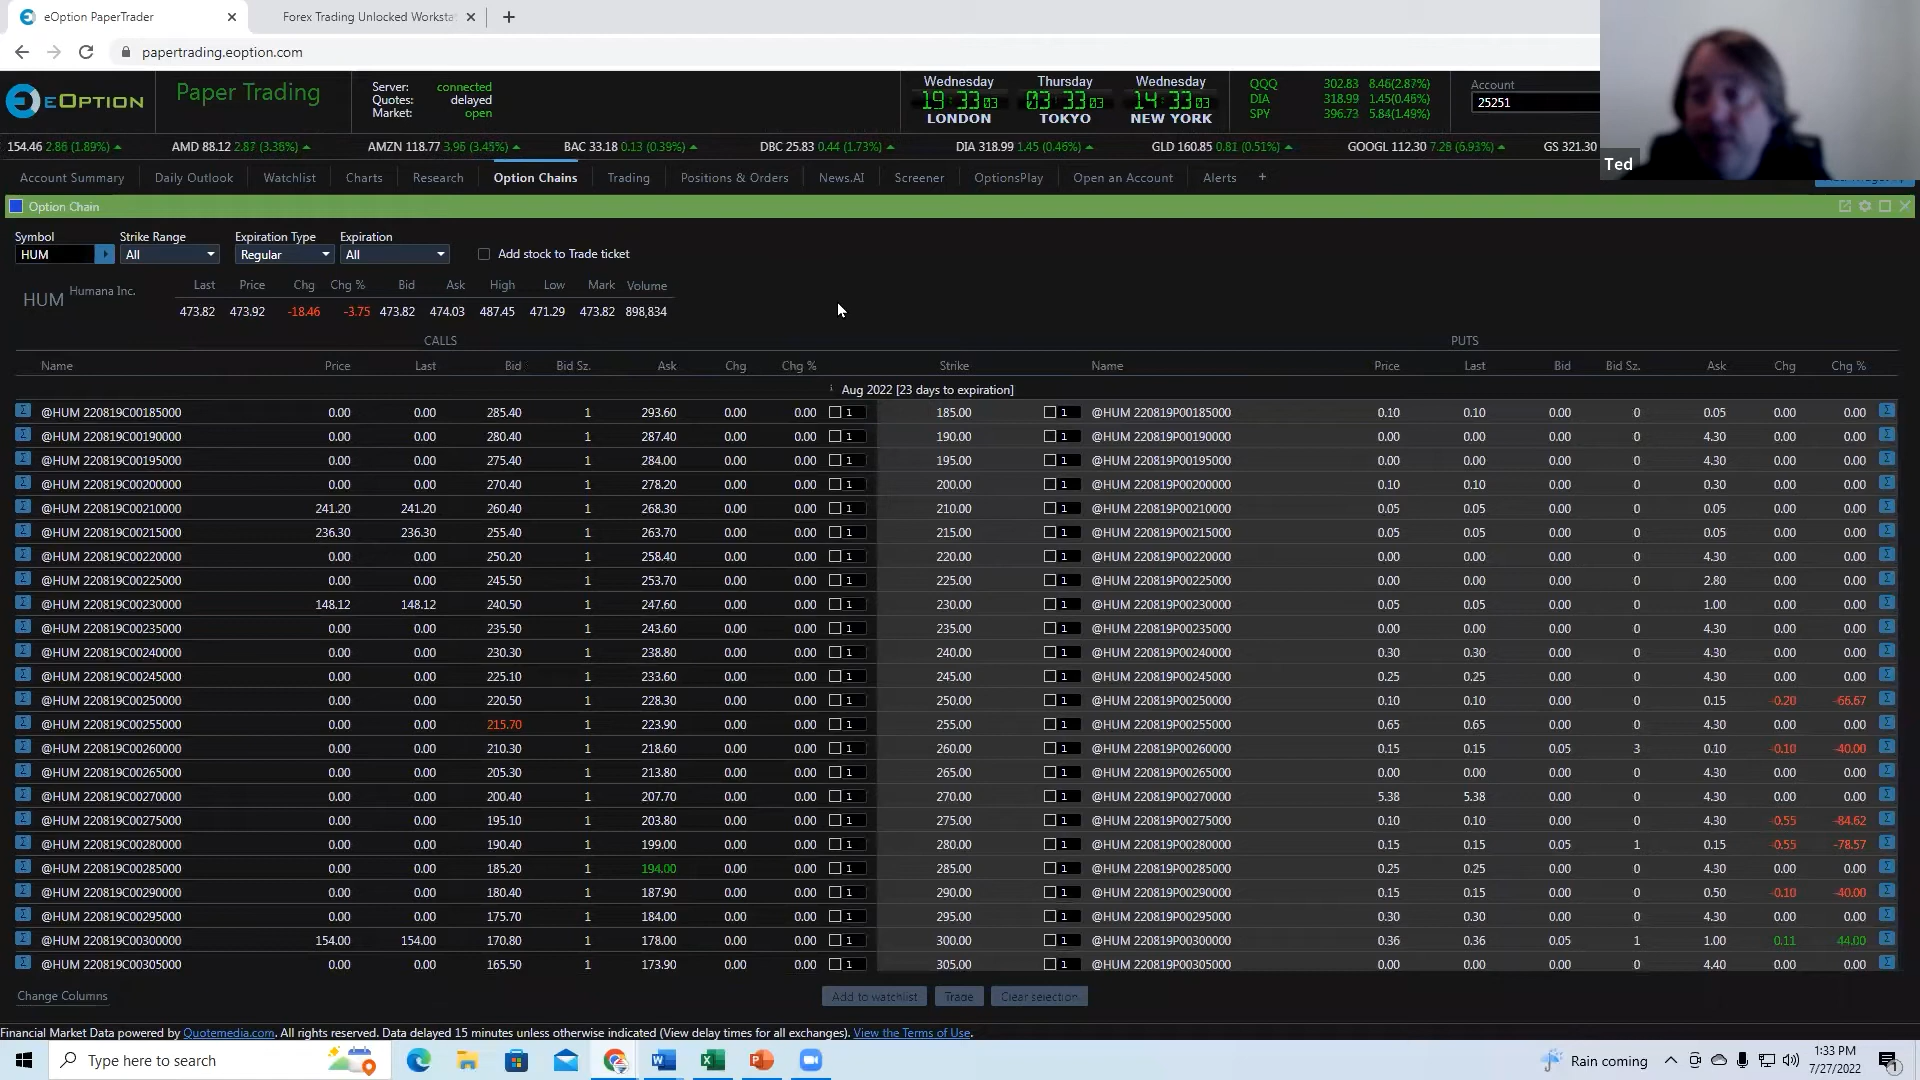 eOption PaperTrader
Forex Trading Unlocked Worksta
papertrading.eoption.com
eOPTION
Paper Trading
Server: connected
Quotes: delayed
Market: open
Wednesday Thursday Wednesday
19:33 03 03:33 03 14:33 03
LONDON TOKYO NEW YORK
QQQ 302.83 8.46(2.87%)
DIA 318.99 1.45(0.46%)
SPY 396.73 5.84(1.49%)
Account
25251
Ted
154.46 2.86 (1.89%) AMD 88.12 2.87 (3.36%) AMZN 118.77 3.96 (3.45%) BAC 33.18 0.13 (0.39%) DBC 25.83 0.44 (1.73%) DIA 318.99 1.45 (0.46%) GLD 160.85 0.81 (0.51%) GOOGL 112.30 7.28 (6.93%) GS 321.30
Account Summary Daily Outlook Watchlist Charts Research Option Chains Trading Positions & Orders News.AI Screener OptionsPlay Open an Account Alerts +
Option Chain
Symbol Strike Range Expiration Type Expiration
HUM All Regular All Add stock to Trade ticket
HUM Humana Inc.
Last Price Chg Chg % Bid Ask High Low Mark Volume
473.82 473.92 -18.46 -3.75 473.82 474.03 487.45 471.29 473.82 898,834
CALLS PUTS
Name Price Last Bid Bid Sz. Ask Chg Chg % Strike Name Price Last Bid Bid Sz. Ask Chg Chg %
Aug 2022 [23 days to expiration]
@HUM 220819C00185000 0.00 0.00 285.40 1 293.60 0.00 0.00 1 185.00 1 @HUM 220819P00185000 0.10 0.10 0.00 0 0.05 0.00 0.00
@HUM 220819C00190000 0.00 0.00 280.40 1 287.40 0.00 0.00 1 190.00 1 @HUM 220819P00190000 0.00 0.00 0.00 0 4.30 0.00 0.00
@HUM 220819C00195000 0.00 0.00 275.40 1 284.00 0.00 0.00 1 195.00 1 @HUM 220819P00195000 0.00 0.00 0.00 0 4.30 0.00 0.00
@HUM 220819C00200000 0.00 0.00 270.40 1 278.20 0.00 0.00 1 200.00 1 @HUM 220819P00200000 0.10 0.10 0.00 0 0.30 0.00 0.00
@HUM 220819C00210000 241.20 241.20 260.40 1 268.30 0.00 0.00 1 210.00 1 @HUM 220819P00210000 0.05 0.05 0.00 0 0.05 0.00 0.00
@HUM 220819C00215000 236.30 236.30 255.40 1 263.70 0.00 0.00 1 215.00 1 @HUM 220819P00215000 0.05 0.05 0.00 0 0.05 0.00 0.00
@HUM 220819C00220000 0.00 0.00 250.20 1 258.40 0.00 0.00 1 220.00 1 @HUM 220819P00220000 0.00 0.00 0.00 0 4.30 0.00 0.00
@HUM 220819C00225000 0.00 0.00 245.50 1 253.70 0.00 0.00 1 225.00 1 @HUM 220819P00225000 0.00 0.00 0.00 0 2.80 0.00 0.00
@HUM 220819C00230000 148.12 148.12 240.50 1 247.60 0.00 0.00 1 230.00 1 @HUM 220819P00230000 0.05 0.05 0.00 0 1.00 0.00 0.00
@HUM 220819C00235000 0.00 0.00 235.50 1 243.60 0.00 0.00 1 235.00 1 @HUM 220819P00235000 0.00 0.00 0.00 0 4.30 0.00 0.00
@HUM 220819C00240000 0.00 0.00 230.30 1 238.80 0.00 0.00 1 240.00 1 @HUM 220819P00240000 0.30 0.30 0.00 0 4.30 0.00 0.00
@HUM 220819C00245000 0.00 0.00 225.10 1 233.60 0.00 0.00 1 245.00 1 @HUM 220819P00245000 0.25 0.25 0.00 0 4.30 0.00 0.00
@HUM 220819C00250000 0.00 0.00 220.50 1 228.30 0.00 0.00 1 250.00 1 @HUM 220819P00250000 0.10 0.10 0.00 0 0.15 -0.20 -66.67
@HUM 220819C00255000 0.00 0.00 215.70 1 223.90 0.00 0.00 1 255.00 1 @HUM 220819P00255000 0.65 0.65 0.00 0 4.30 0.00 0.00
@HUM 220819C00260000 0.00 0.00 210.30 1 218.60 0.00 0.00 1 260.00 1 @HUM 220819P00260000 0.15 0.15 0.05 3 0.10 -0.10 -40.00
@HUM 220819C00265000 0.00 0.00 205.30 1 213.80 0.00 0.00 1 265.00 1 @HUM 220819P00265000 0.00 0.00 0.00 0 4.30 0.00 0.00
@HUM 220819C00270000 0.00 0.00 200.40 1 207.70 0.00 0.00 1 270.00 1 @HUM 220819P00270000 5.38 5.38 0.00 0 4.30 0.00 0.00
@HUM 220819C00275000 0.00 0.00 195.10 1 203.80 0.00 0.00 1 275.00 1 @HUM 220819P00275000 0.10 0.10 0.00 0 4.30 -0.55 -84.62
@HUM 220819C00280000 0.00 0.00 190.40 1 199.00 0.00 0.00 1 280.00 1 @HUM 220819P00280000 0.15 0.15 0.05 1 0.15 -0.55 -78.57
@HUM 220819C00285000 0.00 0.00 185.20 1 194.00 0.00 0.00 1 285.00 1 @HUM 220819P00285000 0.25 0.25 0.00 0 4.30 0.00 0.00
@HUM 220819C00290000 0.00 0.00 180.40 1 187.90 0.00 0.00 1 290.00 1 @HUM 220819P00290000 0.15 0.15 0.00 0 0.50 -0.10 -40.00
@HUM 220819C00295000 0.00 0.00 175.70 1 184.00 0.00 0.00 1 295.00 1 @HUM 220819P00295000 0.30 0.30 0.00 0 4.30 0.00 0.00
@HUM 220819C00300000 154.00 154.00 170.80 1 178.00 0.00 0.00 1 300.00 1 @HUM 220819P00300000 0.36 0.36 0.05 1 1.00 0.11 44.00
@HUM 220819C00305000 0.00 0.00 165.50 1 173.90 0.00 0.00 1 305.00 1 @HUM 220819P00305000 0.00 0.00 0.00 0 4.40 0.00 0.00
Change Columns Add to watchlist Trade Clear selection
Financial Market Data powered by Quotemedia.com. All rights reserved. Data delayed 15 minutes unless otherwise indicated (View delay times for all exchanges). View the Terms of Use.
Type here to search
Rain coming
1:33 PM
7/27/2022
1